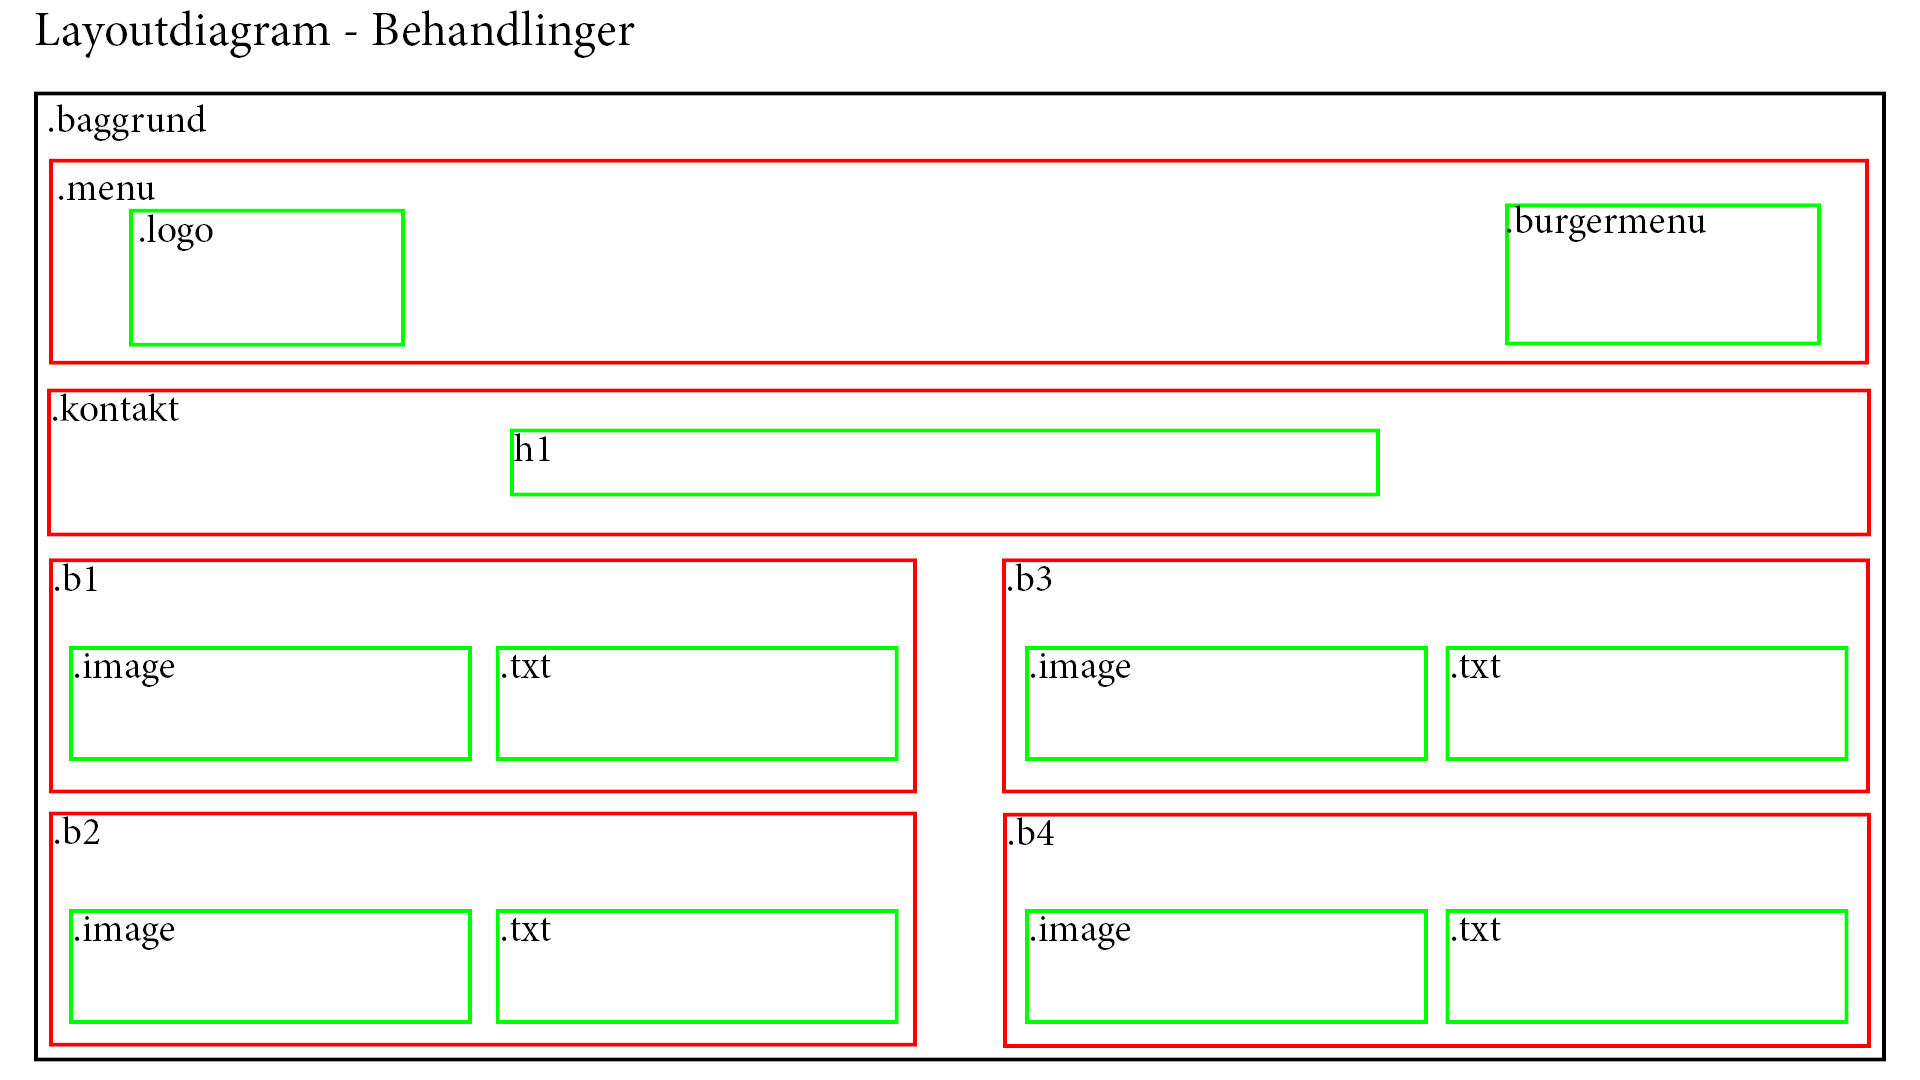 Layoutdiagram - Behandlinger
.baggrund
.menu
.logo
.burgermenu
.kontakt
h1
.b1
.image
.txt
.b3
.image
.txt
.b2
.image
.txt
.b4
.image
.txt